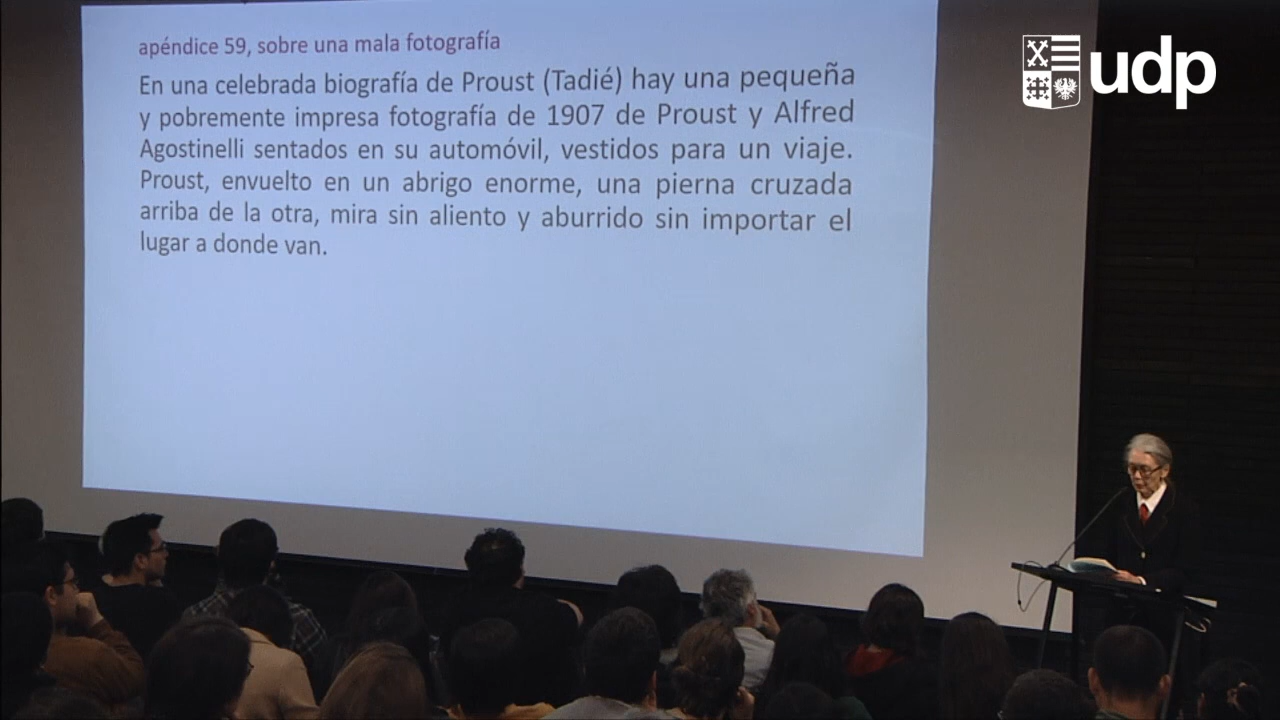 apéndice 59, sobre una mala fotografía
En una celebrada biografía de Proust (Tadié) hay una pequeña
y pobremente impresa fotografía de 1907 de Proust y Alfred
Agostinelli sentados en su automóvil, vestidos para un viaje.
Proust, envuelto en un abrigo enorme, una pierna cruzada
arriba de la otra, mira sin aliento y aburrido sin importar el
lugar a donde van.
udp